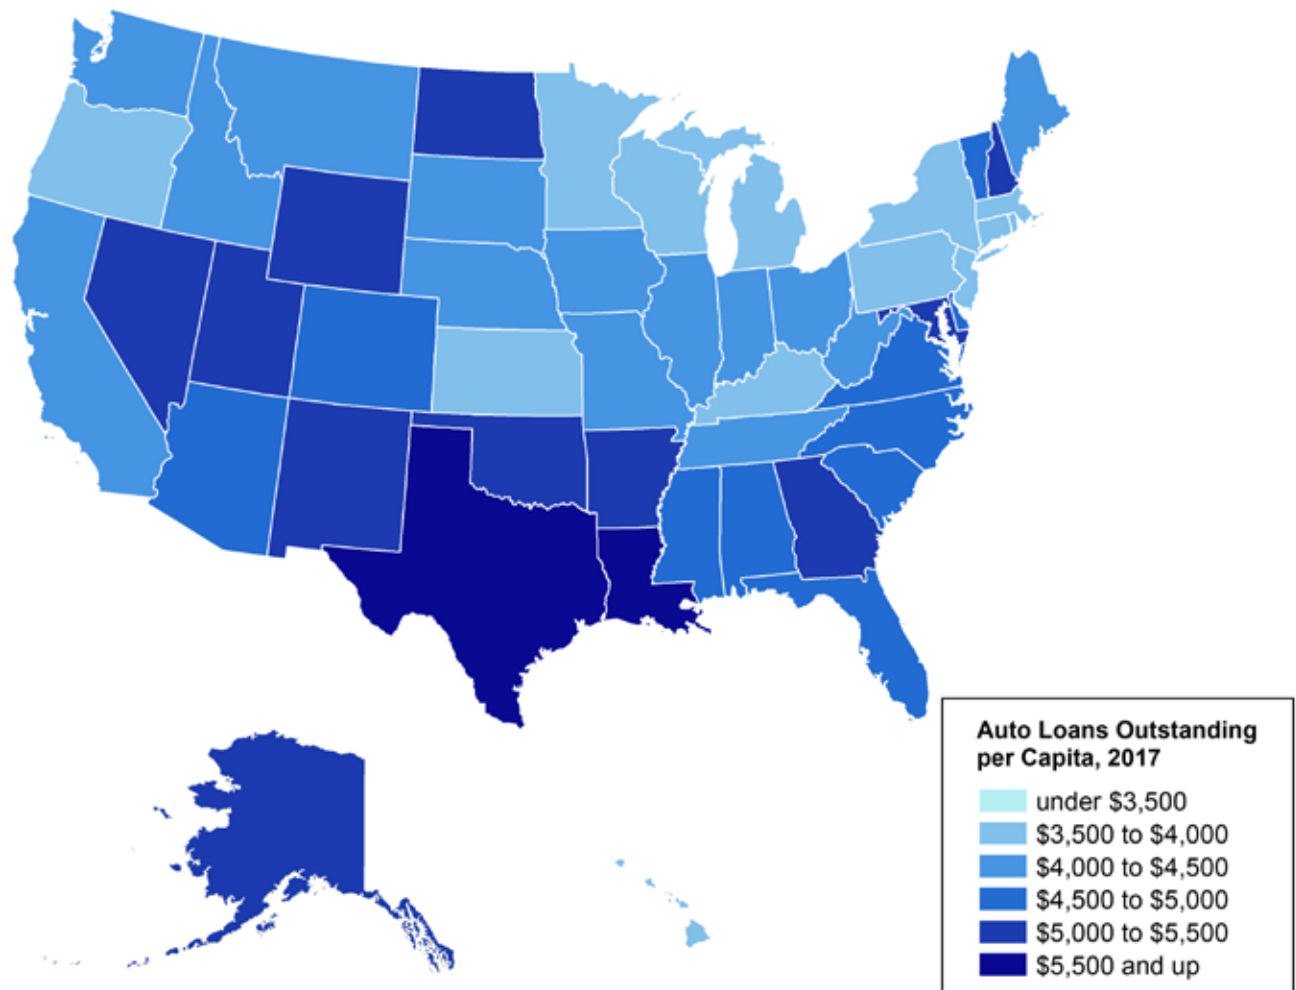 Auto Loans Outstanding
per Capita, 2017
under $3,500
$3,500 to $4,000
$4,000 to $4,500
$4,500 to $5,000
$5,000 to $5,500
$5,500 and up